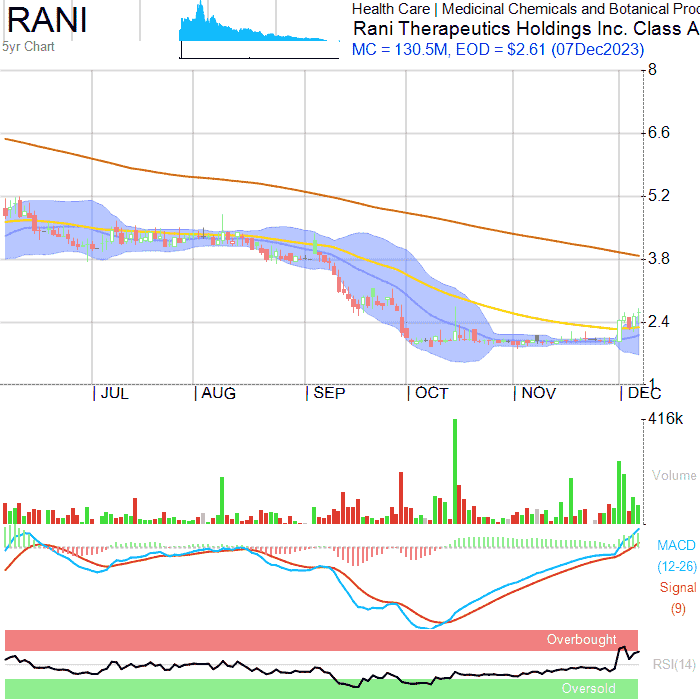 RANI
5yr Chart
Health Care | Medicinal Chemicals and Botanical Proc
Rani Therapeutics Holdings Inc. Class A
MC = 130.5M, EOD = $2.61 (07Dec2023)
8
6.6
5.2
3.8
2.4
1
JUL AUG SEP OCT NOV DEC
416k
Volume
MACD
(12-26)
Signal
(9)
Overbought
RSI(14)
Oversold